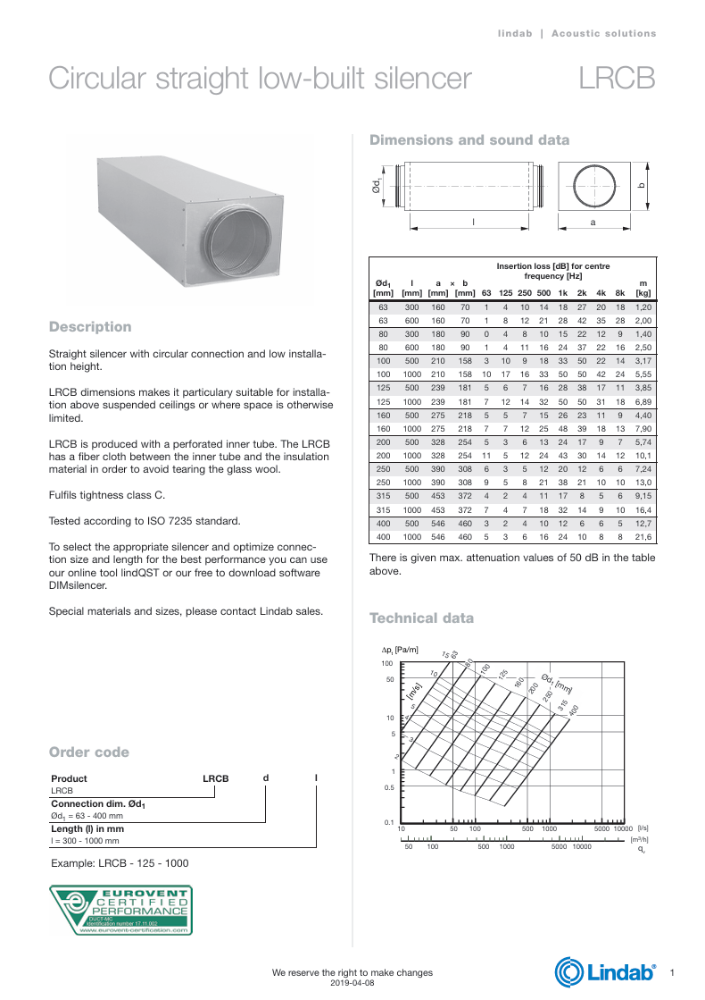 lindab | Acoustic solutions
Circular straight low-built silencer LRCB
Description
Straight silencer with circular connection and low installa-
tion height.
LRCB dimensions makes it particulary suitable for installa-
tion above suspended ceilings or where space is otherwise
limited.
LRCB is produced with a perforated inner tube. The LRCB
has a fiber cloth between the inner tube and the insulation
material in order to avoid tearing the glass wool.
Fulfils tightness class C.
Tested according to ISO 7235 standard.
To select the appropriate silencer and optimize connec-
tion size and length for the best performance you can use
our online tool lindQST or our free to download software
DIMsilencer.
Special materials and sizes, please contact Lindab sales.
Order code
Product LRCB d l
LRCB
Connection dim. Ød1
Ød1 = 63 - 400 mm
Length (l) in mm
l = 300 - 1000 mm
Example: LRCB - 125 - 1000
EUROVENT
CERTIFIED
PERFORMANCE
DUCT-MC
Identification number 17.11.002
www.eurovent-certification.com
Dimensions and sound data
Ød1
l
a
b
Insertion loss [dB] for centre
frequency [Hz]
Ød1 l a × b m
[mm] [mm] [mm] [mm] 63 125 250 500 1k 2k 4k 8k [kg]
63 300 160 70 1 4 10 14 18 27 20 18 1,20
63 600 160 70 1 8 12 21 28 42 35 28 2,00
80 300 180 90 0 4 8 10 15 22 12 9 1,40
80 600 180 90 1 4 11 16 24 37 22 16 2,50
100 500 210 158 3 10 9 18 33 50 22 14 3,17
100 1000 210 158 10 17 16 33 50 50 42 24 5,55
125 500 239 181 5 6 7 16 28 38 17 11 3,85
125 1000 239 181 7 12 14 32 50 50 31 18 6,89
160 500 275 218 5 5 7 15 26 23 11 9 4,40
160 1000 275 218 7 7 12 25 48 39 18 13 7,90
200 500 328 254 5 3 6 13 24 17 9 7 5,74
200 1000 328 254 11 5 12 24 43 30 14 12 10,1
250 500 390 308 6 3 5 12 20 12 6 6 7,24
250 1000 390 308 9 5 8 21 38 21 10 10 13,0
315 500 453 372 4 2 4 11 17 8 5 6 9,15
315 1000 453 372 7 4 7 18 32 14 9 10 16,4
400 500 546 460 3 2 4 10 12 6 6 5 12,7
400 1000 546 460 5 3 6 16 24 10 8 8 21,6
There is given max. attenuation values of 50 dB in the table
above.
Technical data
Δpt [Pa/m]
100
50
10
5
1
0.5
0.1
15
10
[m/s]
5
4
3
2
63
80
100
125
160
200
250
315
400
Ød1 [mm]
10 50 100 500 1000 5000 10000 [l/s]
50 100 500 1000 5000 10000 [m³/h]
qv
We reserve the right to make changes
2019-04-08
Lindab®
1